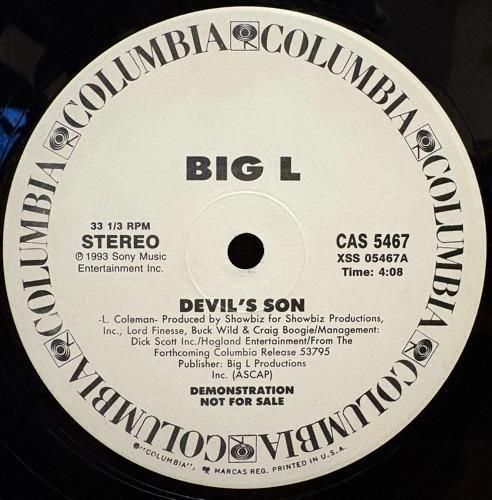 COLUMBIA COLUMBIA COLUMBIA COLUMBIA COLUMBIA COLUMBIA
BIG L
33 1/3 RPM
STEREO
℗ 1993 Sony Music
Entertainment Inc.
CAS 5467
XSS 05467A
Time: 4:08
DEVIL'S SON
-L. Coleman- Produced by Showbiz for Showbiz Productions,
Inc., Lord Finesse, Buck Wild & Craig Boogie/Management:
Dick Scott Inc./Hogland Entertainment/From The
Forthcoming Columbia Release 53795
Publisher: Big L Productions
Inc. (ASCAP)
DEMONSTRATION
NOT FOR SALE
"COLUMBIA", MARCAS REG. PRINTED IN U.S.A.